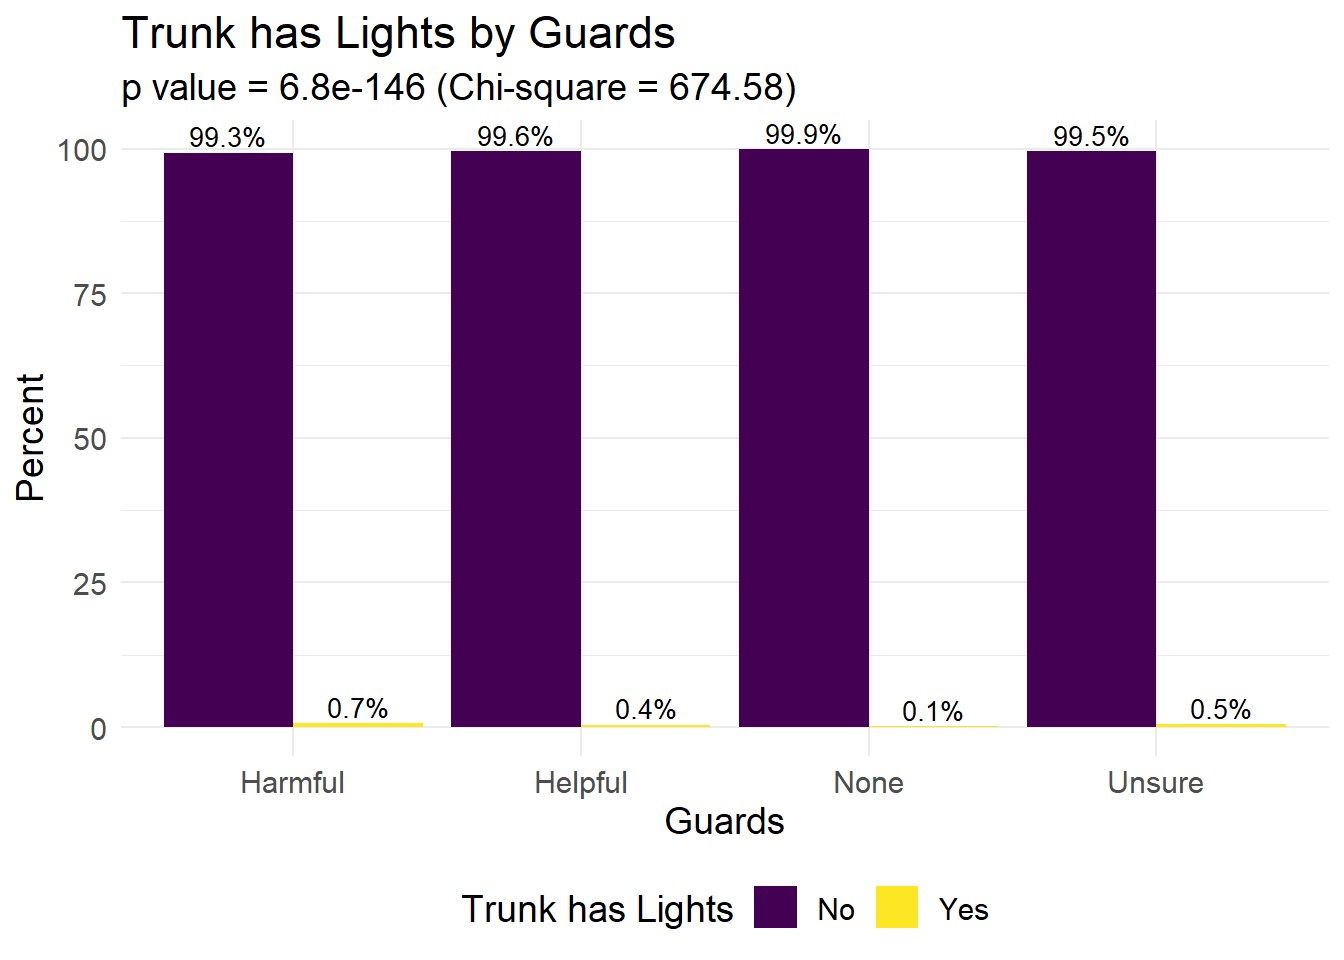 Trunk has Lights by Guards
p value = 6.8e-146 (Chi-square = 674.58)
99.3% 99.6% 99.9% 99.5%
100
75
50
25
0
Percent
0.7% 0.4% 0.1% 0.5%
Harmful Helpful None Unsure
Guards
Trunk has Lights No Yes